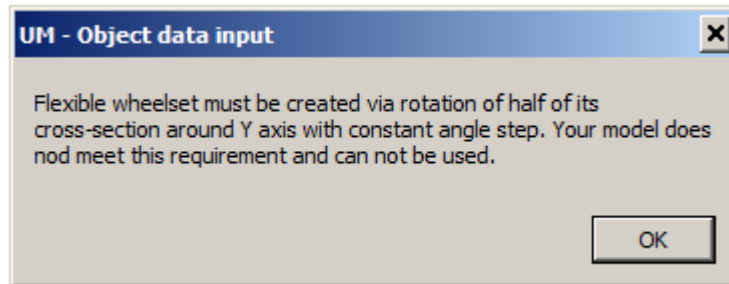 UM - Object data input
Flexible wheelset must be created via rotation of half of its
cross-section around Y axis with constant angle step. Your model does
nod meet this requirement and can not be used.
OK